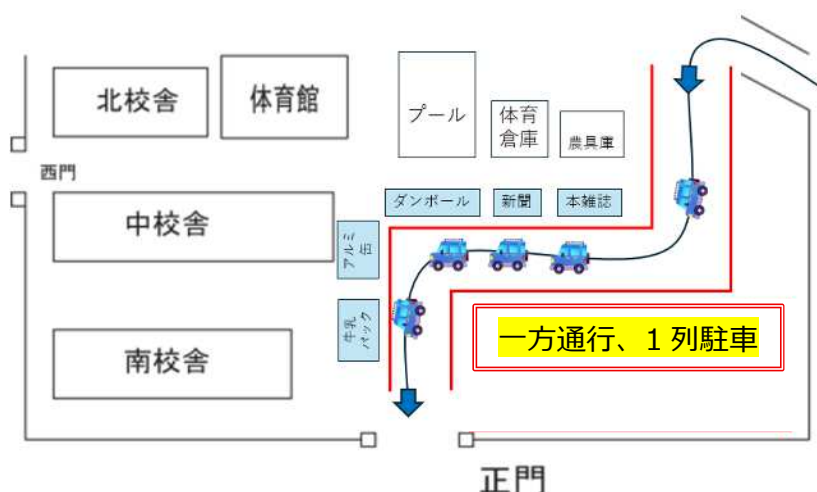 北校舎
体育館
プール
体育
倉庫
農具庫
西門
中校舎
ダンボール
新聞
本雑誌
アルミ
缶
牛乳
パック
南校舎
一方通行、1列駐車
正門